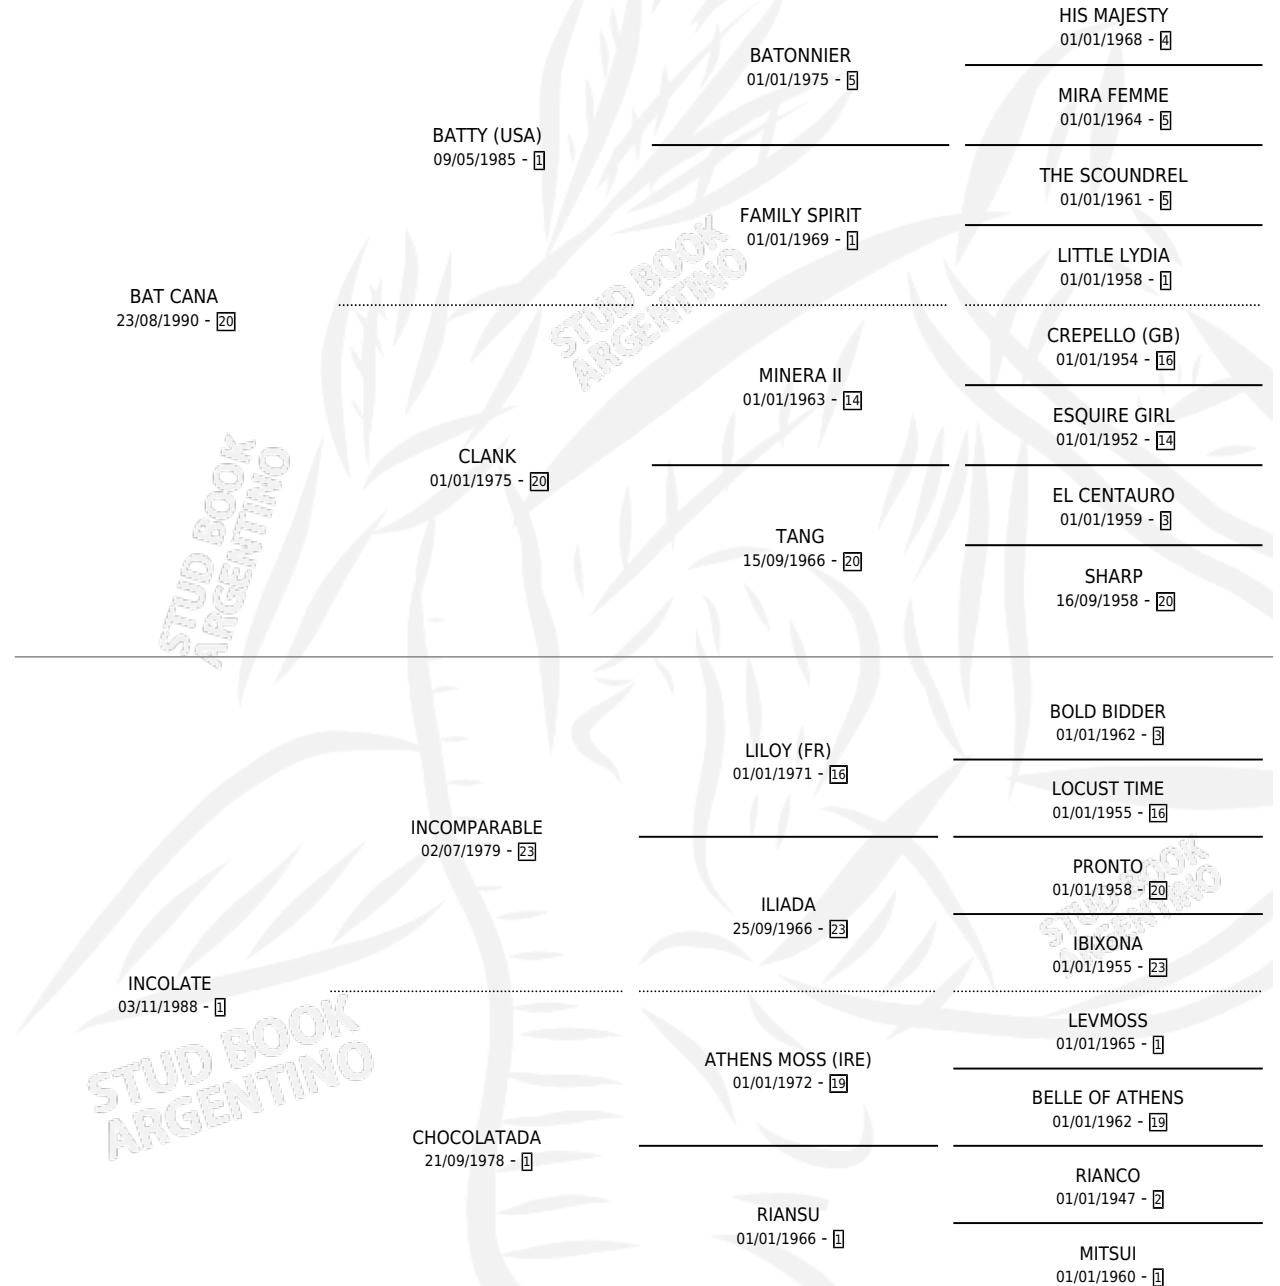 HIS MAJESTY
01/01/1968 - 4
BATONNIER
01/01/1975 - 5
MIRA FEMME
01/01/1964 - 5
BATTY (USA)
09/05/1985 - 1
THE SCOUNDREL
01/01/1961 - 5
FAMILY SPIRIT
01/01/1969 - 1
LITTLE LYDIA
01/01/1958 - 1
BAT CANA
23/08/1990 - 20
STUD BOOK
ARGENTINO
CREPELLO (GB)
01/01/1954 - 16
MINERA II
01/01/1963 - 14
ESQUIRE GIRL
01/01/1952 - 14
CLANK
01/01/1975 - 20
EL CENTAURO
01/01/1959 - 3
TANG
15/09/1966 - 20
SHARP
16/09/1958 - 20
STUD BOOK
ARGENTINO
BOLD BIDDER
01/01/1962 - 3
LILOY (FR)
01/01/1971 - 16
LOCUST TIME
01/01/1955 - 16
INCOMPARABLE
02/07/1979 - 23
PRONTO
01/01/1958 - 20
ILIADA
25/09/1966 - 23
STUD BOOK
ARGENTINO
IBIXONA
01/01/1955 - 23
INCOLATE
03/11/1988 - 1
LEVMOSS
01/01/1965 - 1
ATHENS MOSS (IRE)
01/01/1972 - 19
BELLE OF ATHENS
01/01/1962 - 19
STUD BOOK
ARGENTINO
CHOCOLATADA
21/09/1978 - 1
RIANCO
01/01/1947 - 2
RIANSU
01/01/1966 - 1
MITSUI
01/01/1960 - 1